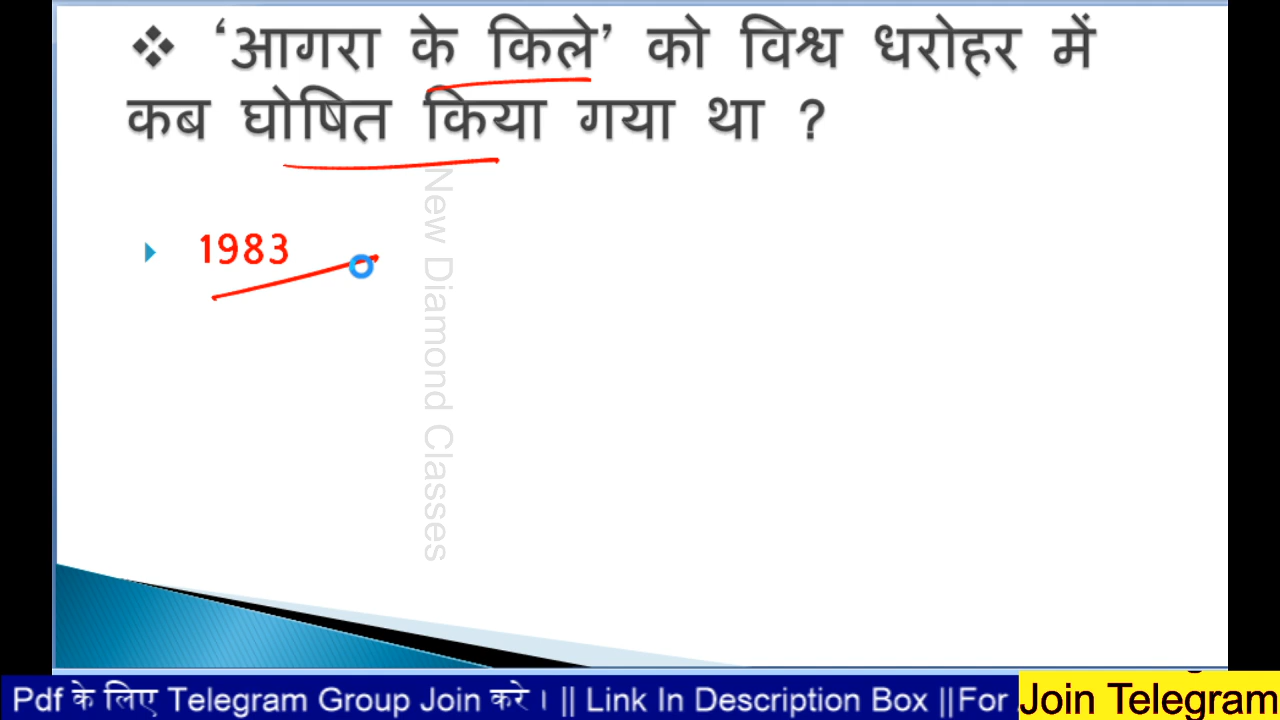 ❖ ‘आगरा के किले’ को विश्व धरोहर में
कब घोषित किया गया था ?
1983
New Diamond Classes
Pdf के लिए Telegram Group Join करे । || Link In Description Box ||For
Join Telegram